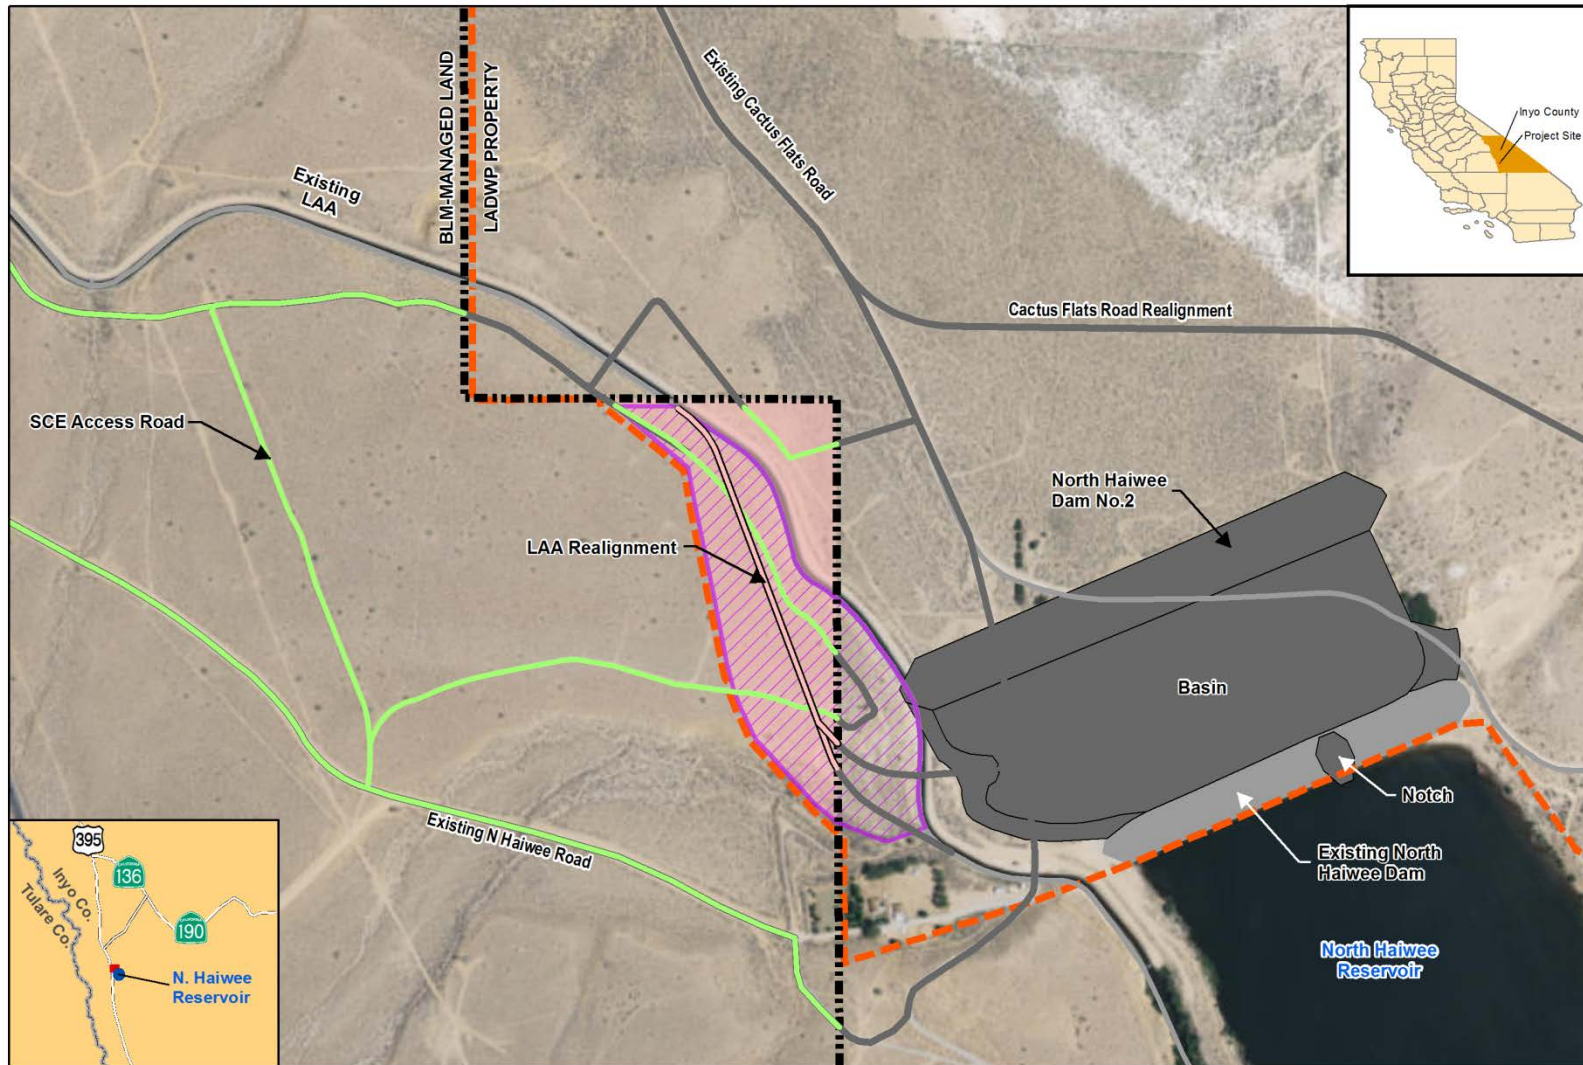 BLM-MANAGED LAND
LADWP PROPERTY
Existing Cactus Flats Road
Inyo County
Project Site
Existing
LAA
Cactus Flats Road Realignment
SCE Access Road
North Haiwee
Dam No.2
LAA Realignment
Basin
Notch
Existing N Haiwee Road
Existing North
Haiwee Dam
North Haiwee
Reservoir
395
Inyo Co.
Tulare Co.
CALIFORNIA
136
CALIFORNIA
190
N. Haiwee
Reservoir